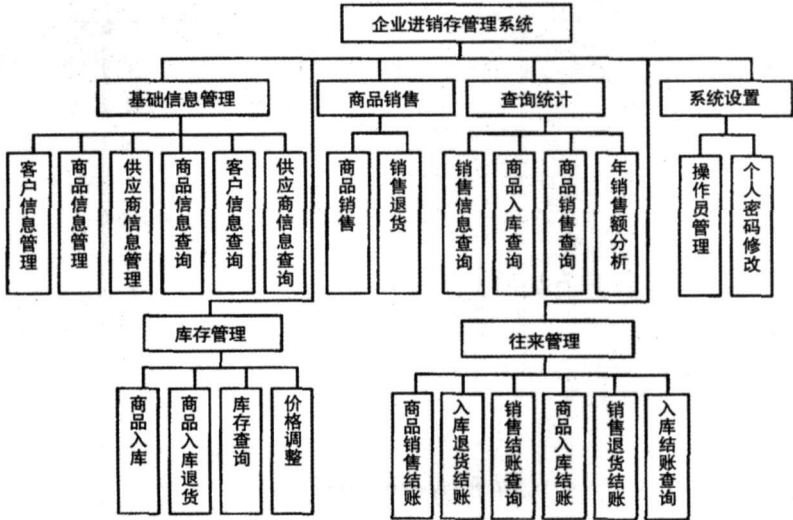 企业进销存管理系统
基础信息管理
商品销售
查询统计
系统设置
客户信息管理
商品信息管理
供应商信息管理
商品信息查询
客户信息查询
供应商信息查询
商品销售
销售退货
销售信息查询
商品入库查询
商品销售查询
年销售额分析
操作员管理
个人密码修改
库存管理
往来管理
商品入库
商品入库退货
库存查询
价格调整
商品销售结账
入库退货结账
销售结账查询
商品入库结账
销售退货结账
入库结账查询